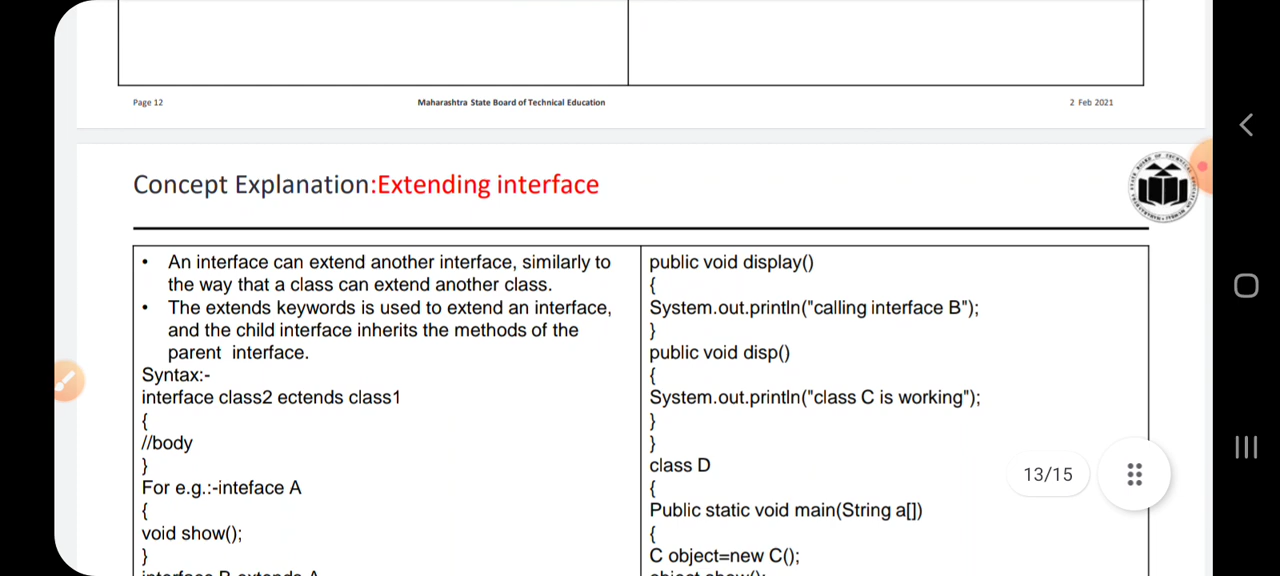 Page 12
Maharashtra State Board of Technical Education
2 Feb 2021
Concept Explanation:Extending interface
• An interface can extend another interface, similarly to
the way that a class can extend another class.
• The extends keywords is used to extend an interface,
and the child interface inherits the methods of the
parent interface.
Syntax:-
interface class2 ectends class1
{
//body
}
For e.g.:-inteface A
{
void show();
}
interface B extends A
public void display()
{
System.out.println("calling interface B");
}
public void disp()
{
System.out.println("class C is working");
}
}
class D
{
Public static void main(String a[])
{
C object=new C();
object.show();
13/15